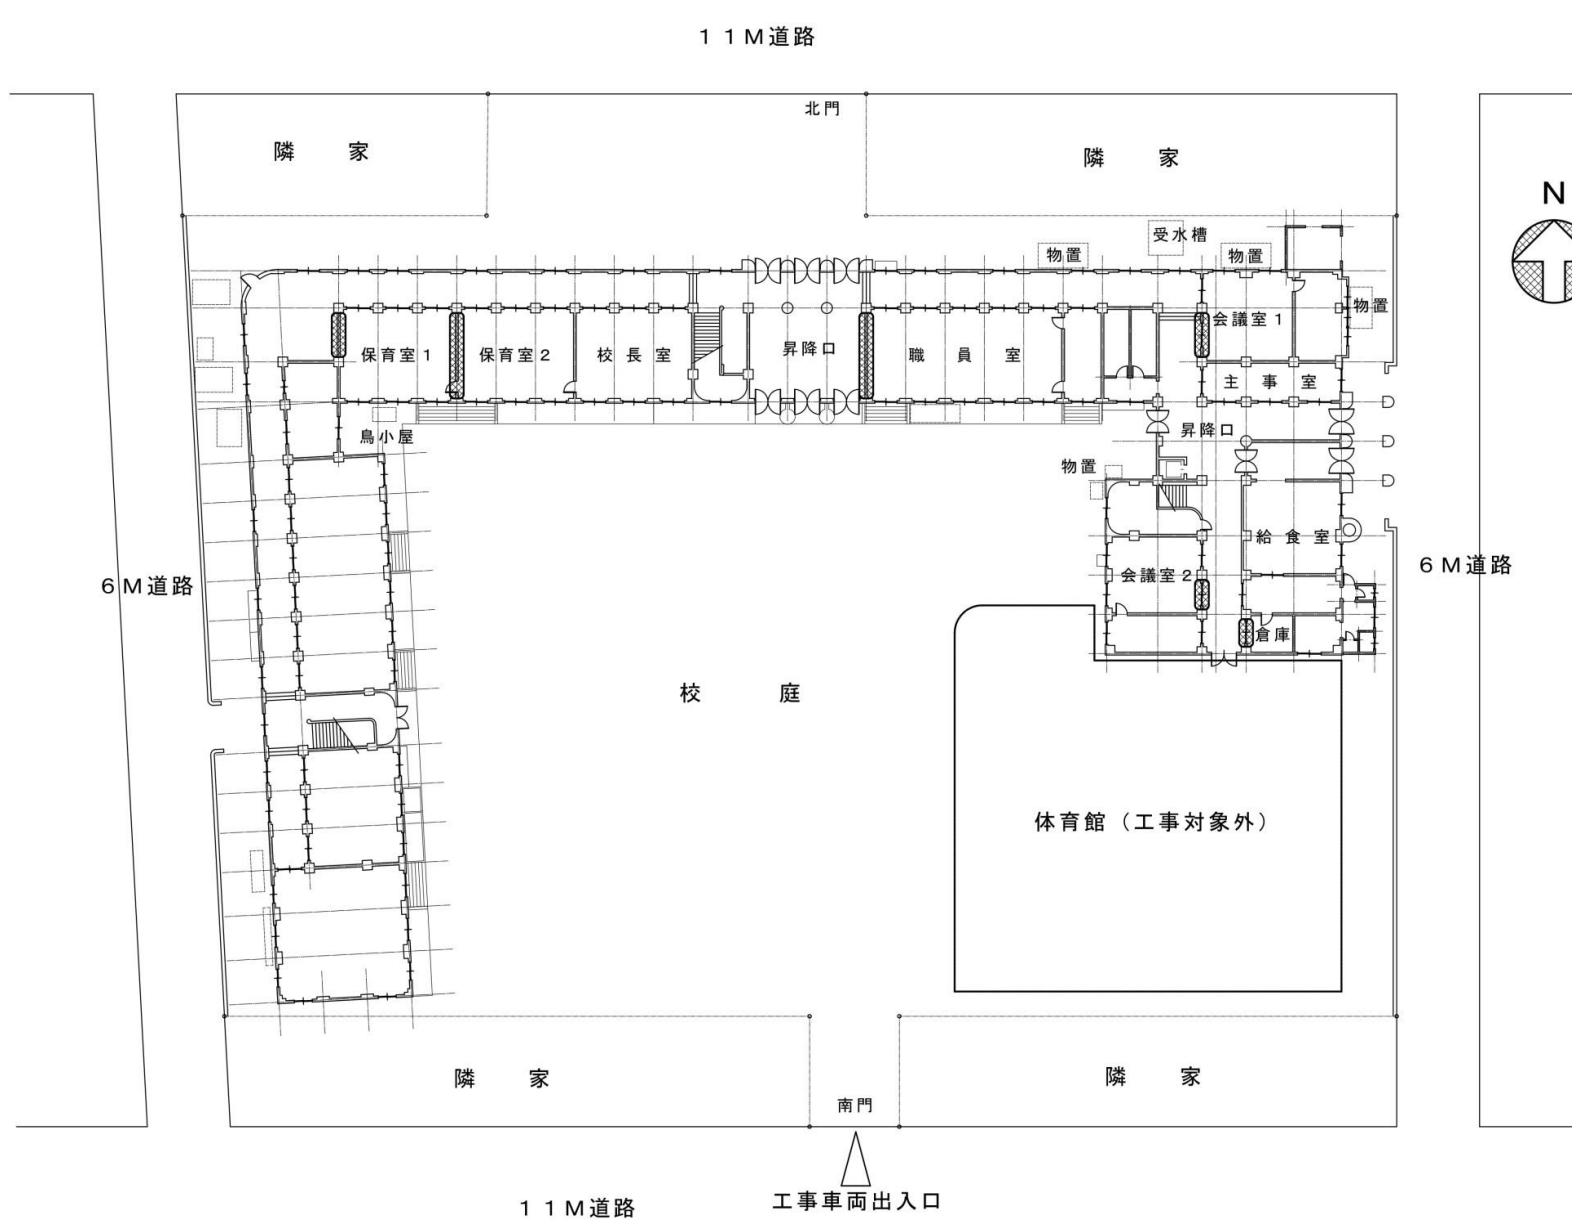 11M道路
北門
隣 家
隣 家
N
受水槽
物置
物置
物置
会議室1
保育室1
保育室2
校長室
昇降口
職員室
主事室
鳥小屋
昇降口
物置
給食室
6M道路
6M道路
会議室2
倉庫
校 庭
体育館(工事対象外)
隣 家
隣 家
南門
工事車両出入口
11M道路